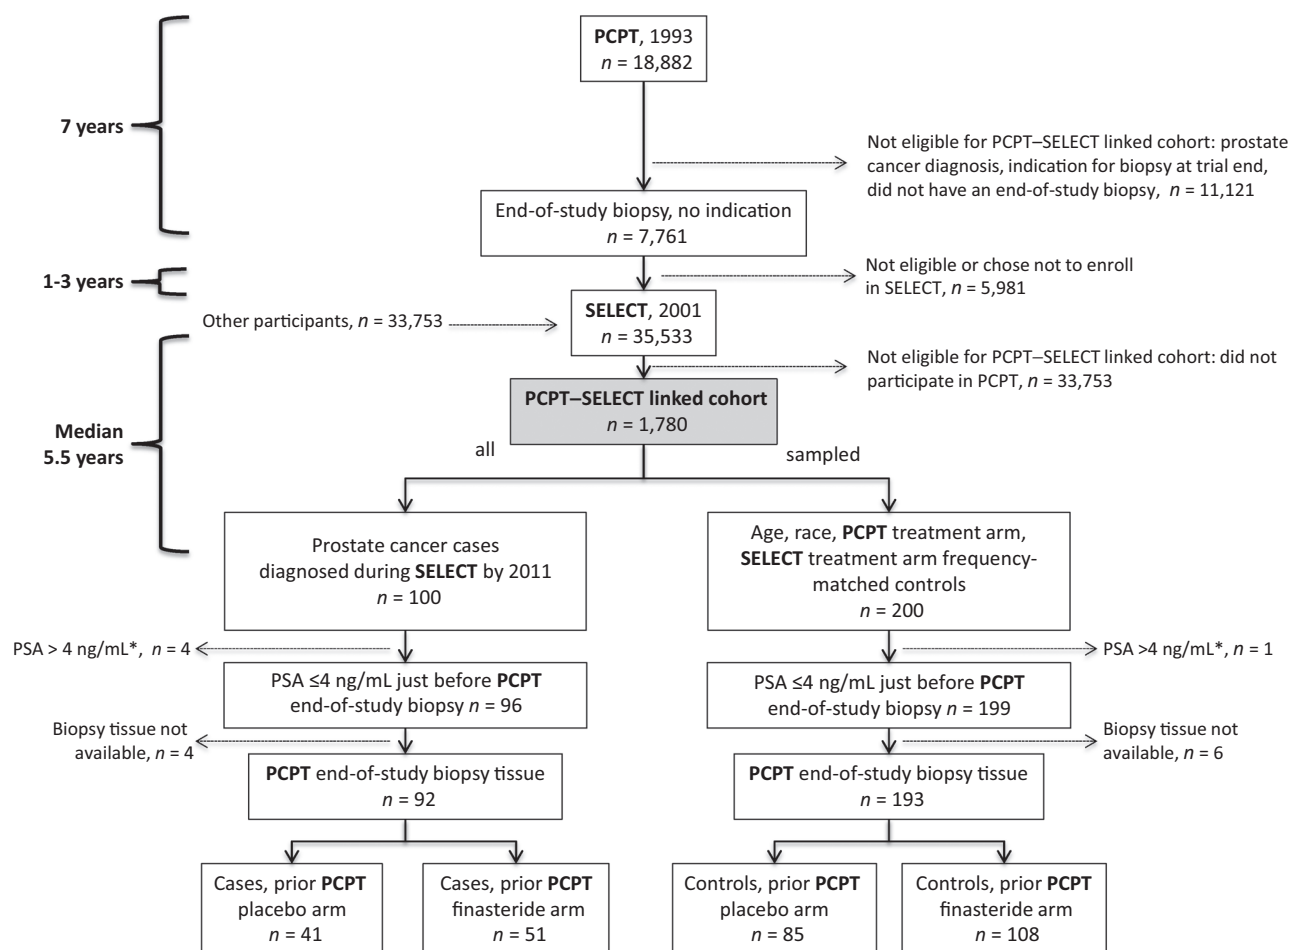 PCPT, 1993
n = 18,882
7 years
Not eligible for PCPT–SELECT linked cohort: prostate
cancer diagnosis, indication for biopsy at trial end,
did not have an end-of-study biopsy, n = 11,121
End-of-study biopsy, no indication
n = 7,761
1-3 years
Not eligible or chose not to enroll
in SELECT, n = 5,981
SELECT, 2001
n = 35,533
Other participants, n = 33,753
Not eligible for PCPT–SELECT linked cohort: did not
participate in PCPT, n = 33,753
PCPT–SELECT linked cohort
n = 1,780
Median
5.5 years
all
sampled
Prostate cancer cases
diagnosed during SELECT by 2011
n = 100
Age, race, PCPT treatment arm,
SELECT treatment arm frequency-
matched controls
n = 200
PSA > 4 ng/mL*, n = 4
PSA >4 ng/mL*, n = 1
PSA ≤4 ng/mL just before PCPT
end-of-study biopsy n = 96
PSA ≤4 ng/mL just before PCPT
end-of-study biopsy n = 199
Biopsy tissue not
available, n = 4
Biopsy tissue not
available, n = 6
PCPT end-of-study biopsy tissue
n = 92
PCPT end-of-study biopsy tissue
n = 193
Cases, prior PCPT
placebo arm
n = 41
Cases, prior PCPT
finasteride arm
n = 51
Controls, prior PCPT
placebo arm
n = 85
Controls, prior PCPT
finasteride arm
n = 108